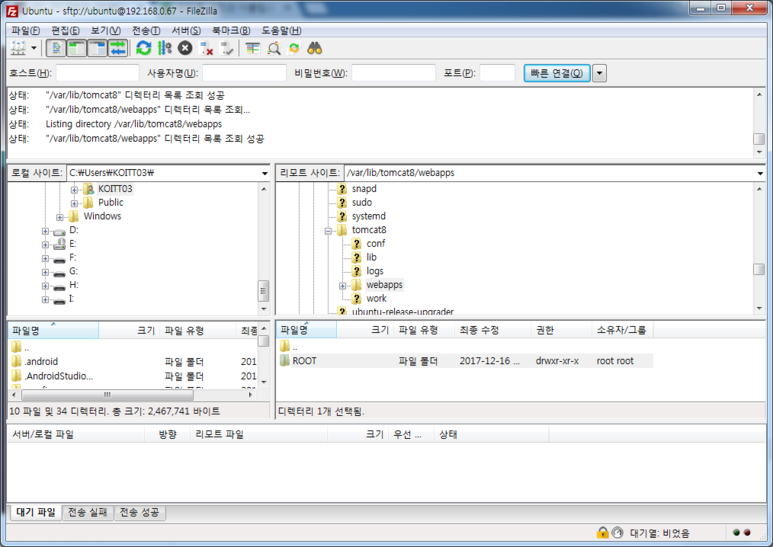 Ubuntu - sftp://ubuntu@192.168.0.67 - FileZilla
파일(F) 편집(E) 보기(V) 전송(T) 서버(S) 북마크(B) 도움말(H)
호스트(H): 사용자명(U): 비밀번호(W): 포트(P): 빠른 연결(Q)
상태: "/var/lib/tomcat8" 디렉터리 목록 조회 성공
상태: "/var/lib/tomcat8/webapps" 디렉터리 목록 조회...
상태: Listing directory /var/lib/tomcat8/webapps
상태: "/var/lib/tomcat8/webapps" 디렉터리 목록 조회 성공
로컬 사이트: C:₩Users₩KOITT03₩
KOITT03
Public
Windows
D:
E:
F:
G:
H:
I:
리모트 사이트: /var/lib/tomcat8/webapps
snapd
sudo
systemd
tomcat8
conf
lib
logs
webapps
work
ubuntu-release-upgrader
파일명 크기 파일 유형 최종
..
.android 파일 폴더 201
.AndroidStudio... 파일 폴더 201
10 파일 및 34 디렉터리. 총 크기: 2,467,741 바이트
파일명 크기 파일 유형 최종 수정 권한 소유자/그룹
..
ROOT 파일 폴더 2017-12-16 ... drwxr-xr-x root root
디렉터리 1개 선택됨.
서버/로컬 파일 방향 리모트 파일 크기 우선 ... 상태
대기 파일 전송 실패 전송 성공
대기열: 비었음